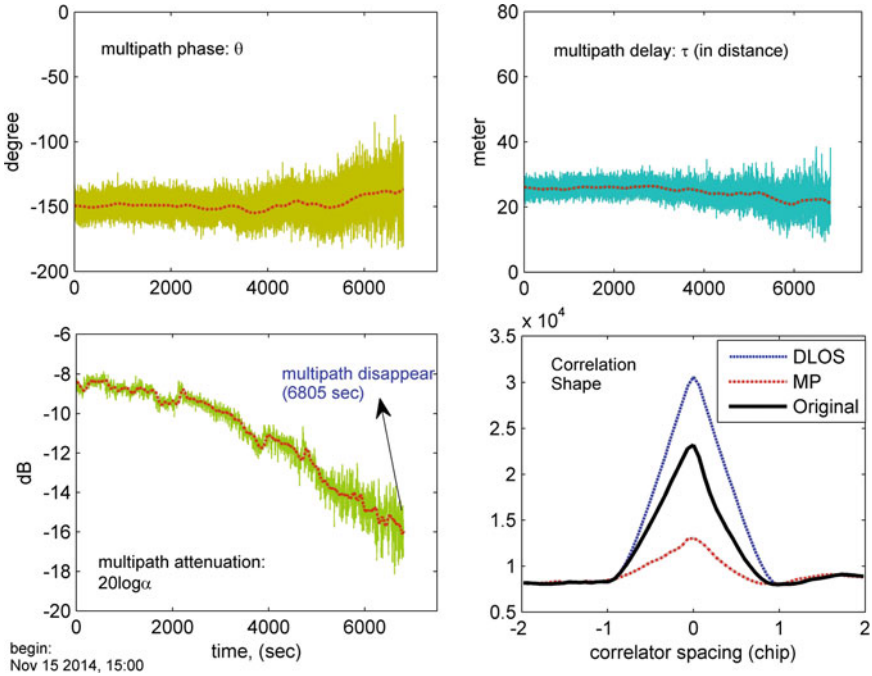 0
-50
-100
-150
-200
degree
multipath phase: θ
0 2000 4000 6000
80
60
40
20
0
meter
multipath delay: τ (in distance)
0 2000 4000 6000
-6
-8
-10
-12
-14
-16
-18
-20
dB
multipath disappear
(6805 sec)
multipath attenuation:
20logα
0 2000 4000 6000
time, (sec)
begin:
Nov 15 2014, 15:00
x 10⁴
3.5
3
2.5
2
1.5
1
0.5
Correlation
Shape
DLOS
MP
Original
-2 -1 0 1 2
correlator spacing (chip)